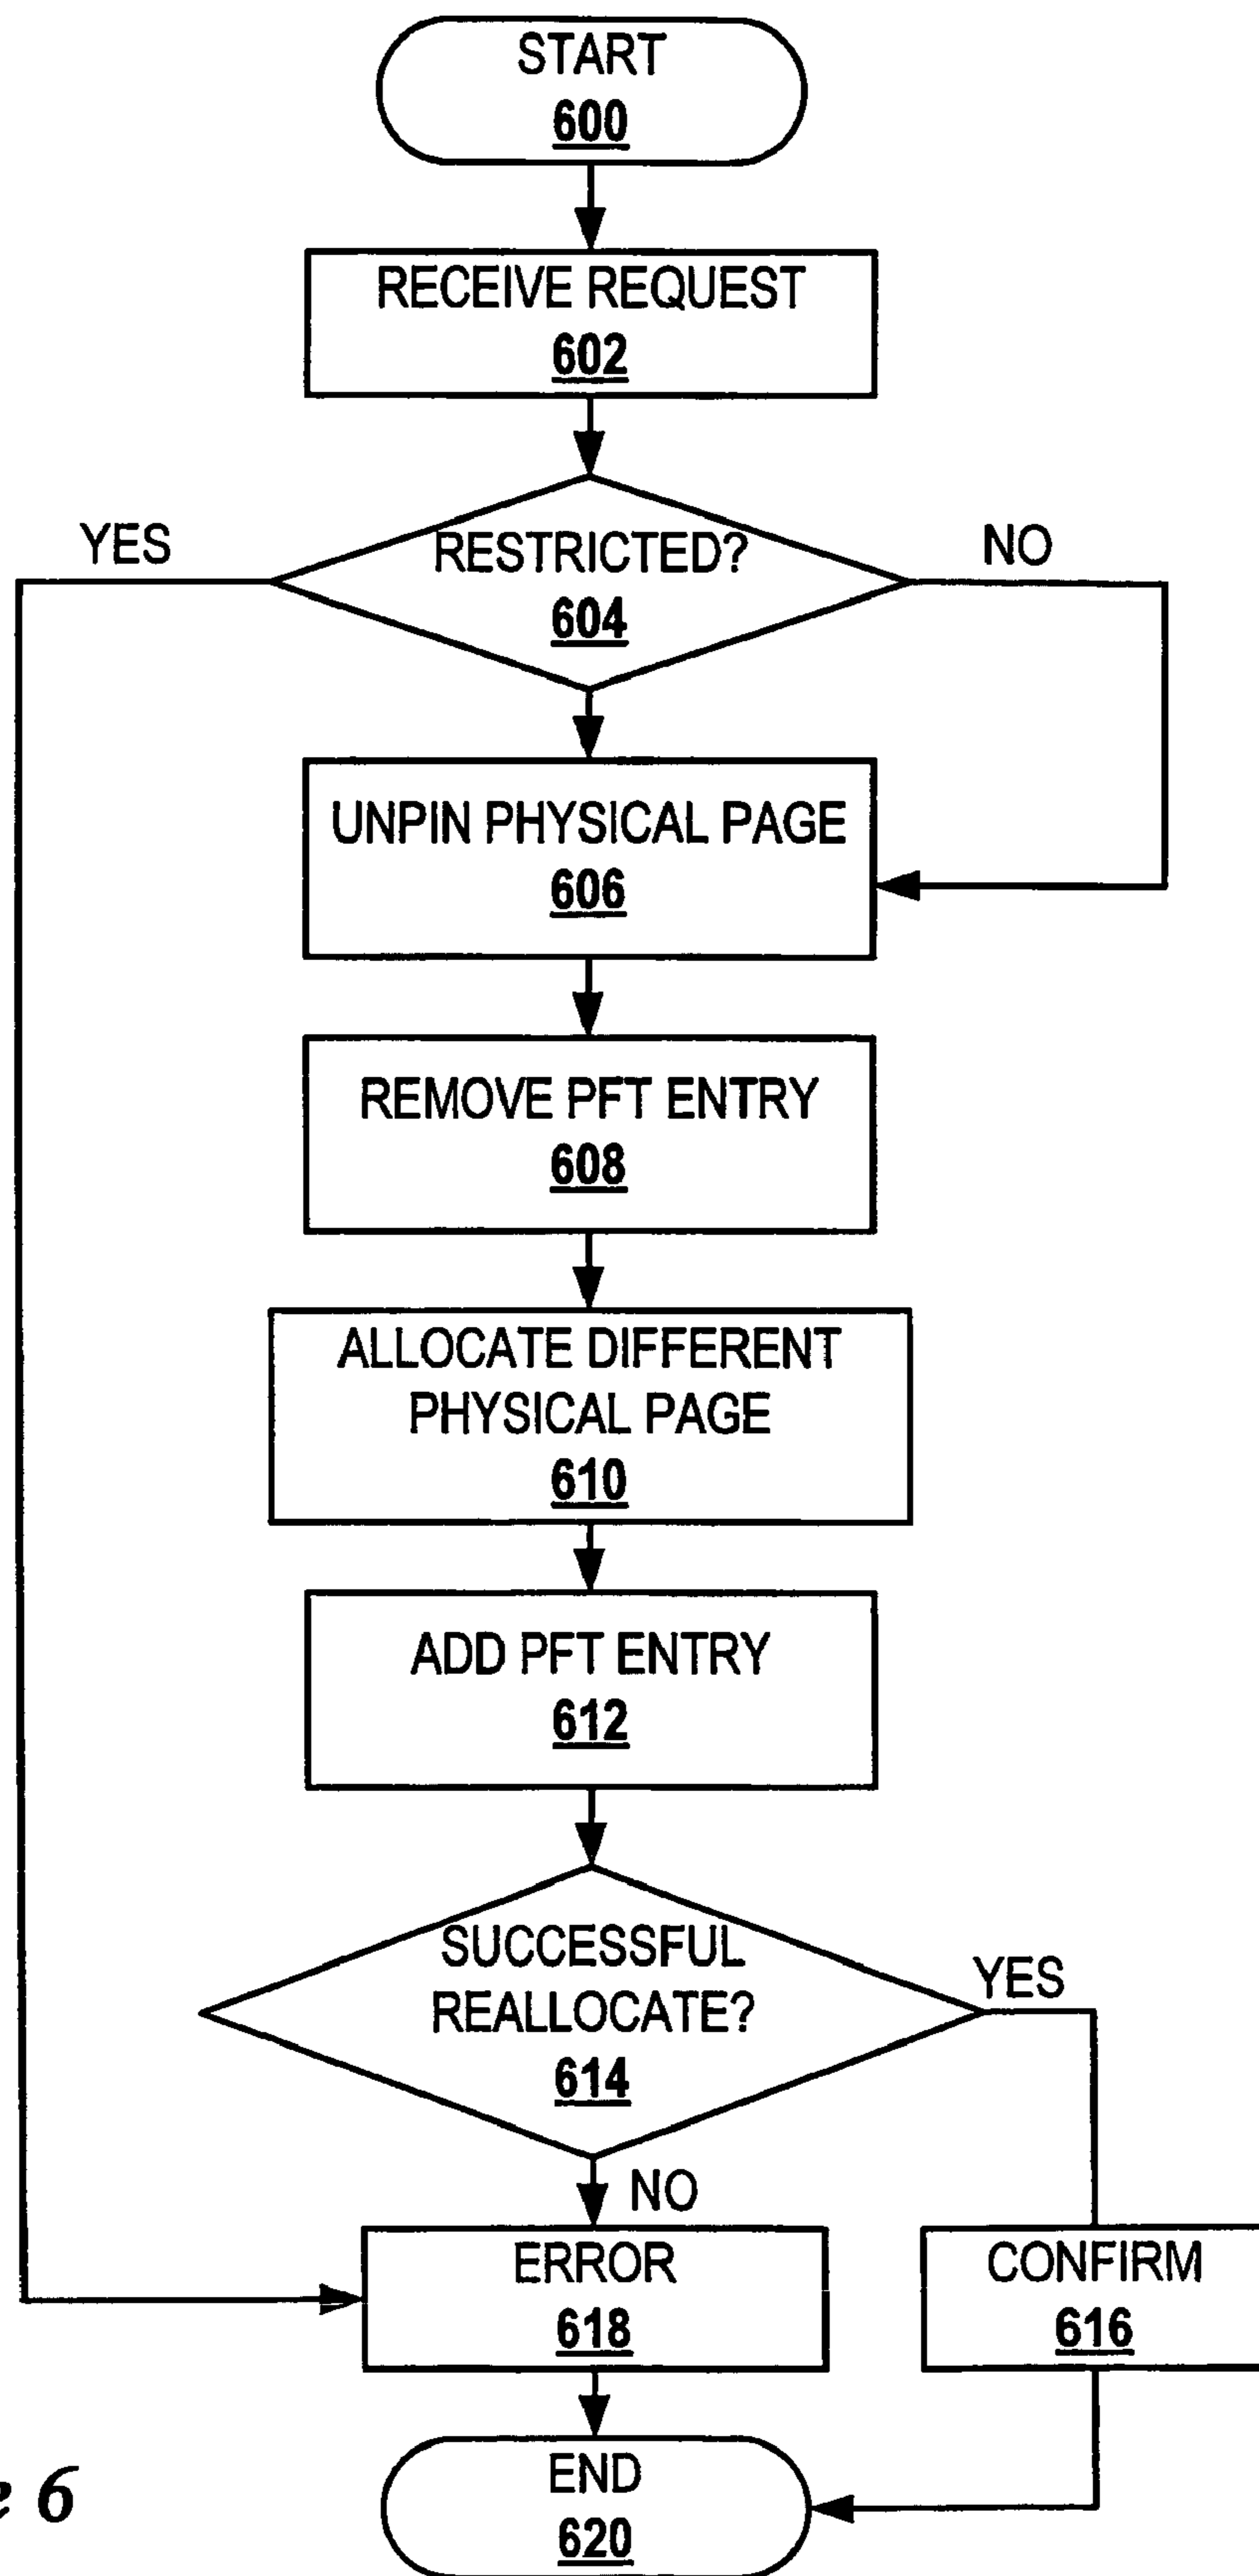 START
600
RECEIVE REQUEST
602
YES
RESTRICTED?
NO
604
UNPIN PHYSICAL PAGE
606
REMOVE PFT ENTRY
608
ALLOCATE DIFFERENT
PHYSICAL PAGE
610
ADD PFT ENTRY
612
SUCCESSFUL
REALLOCATE?
614
YES
NO
ERROR
618
CONFIRM
616
END
620
e 6